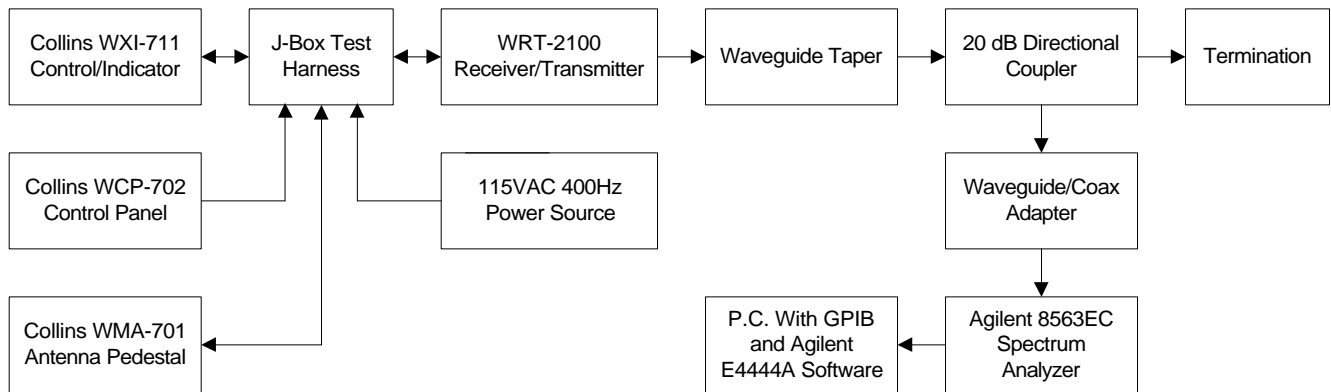 Collins WXI-711
Control/Indicator
J-Box Test
Harness
WRT-2100
Receiver/Transmitter
Waveguide Taper
20 dB Directional
Coupler
Termination
Collins WCP-702
Control Panel
115VAC 400Hz
Power Source
Waveguide/Coax
Adapter
Collins WMA-701
Antenna Pedestal
P.C. With GPIB
and Agilent
E4444A Software
Agilent 8563EC
Spectrum
Analyzer